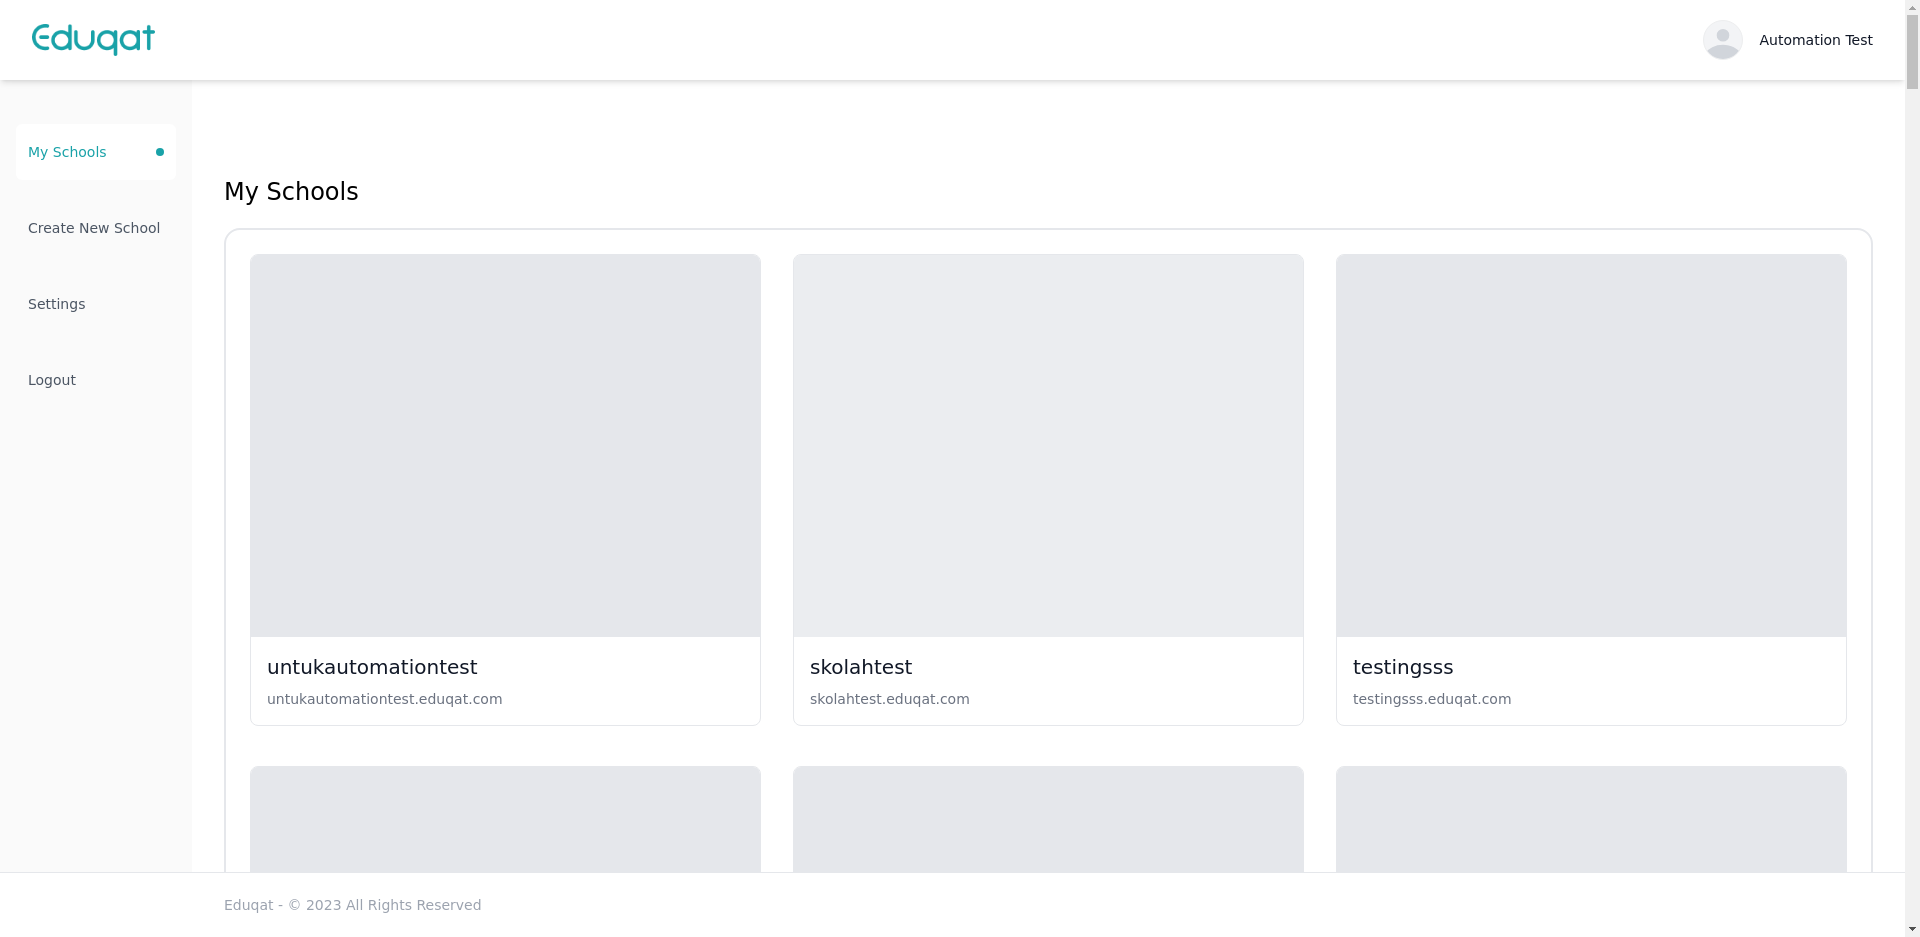 Eduqat
Automation Test
My Schools
Create New School
Settings
Logout
My Schools
untukautomationtest
untukautomationtest.eduqat.com
skolahtest
skolahtest.eduqat.com
testingsss
testingsss.eduqat.com
Eduqat - © 2023 All Rights Reserved